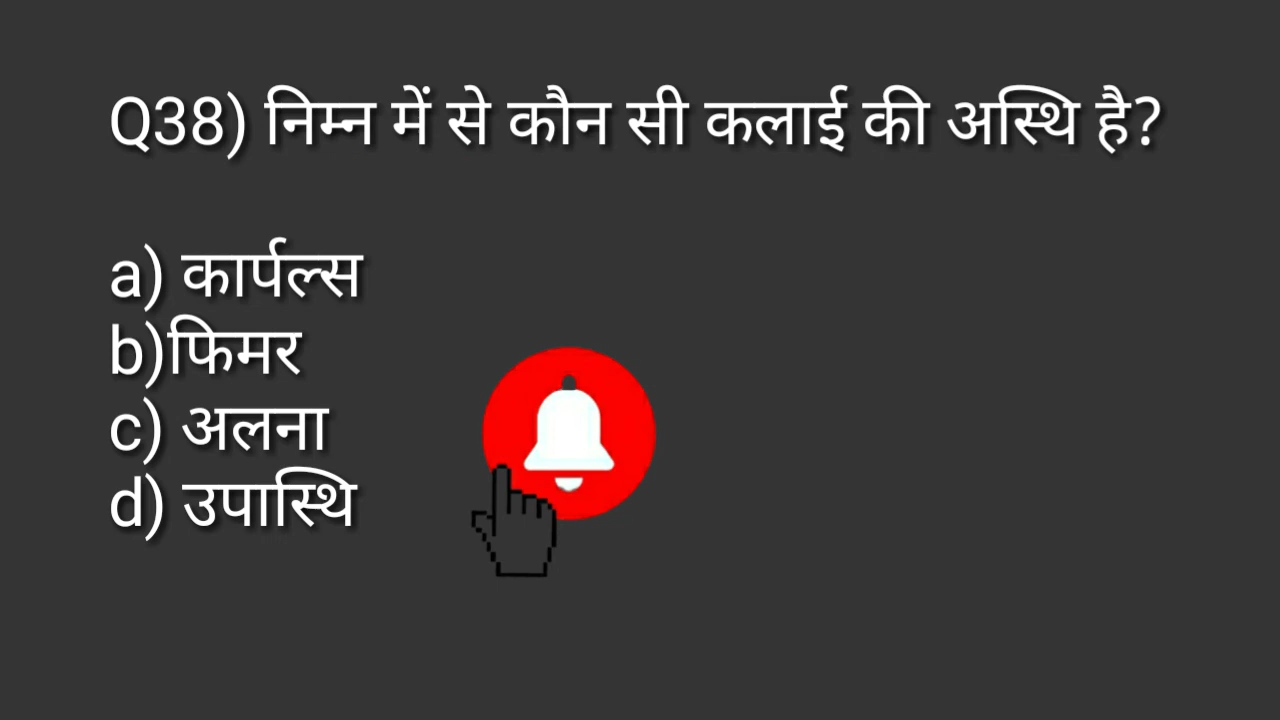 Q38) निम्न में से कौन सी कलाई की अस्थि है?
a) कार्पल्स
b)फिमर
c) अलना
d) उपास्थि